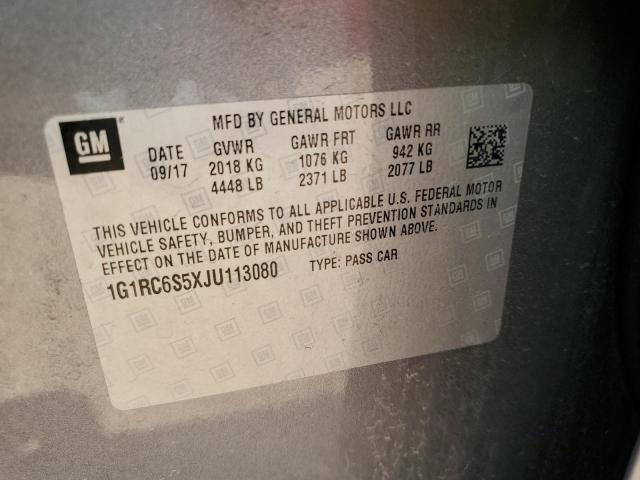 GM
MFD BY GENERAL MOTORS LLC
DATE GVWR GAWR FRT GAWR RR
09/17 2018 KG 1076 KG 942 KG
4448 LB 2371 LB 2077 LB
THIS VEHICLE CONFORMS TO ALL APPLICABLE U.S. FEDERAL MOTOR
VEHICLE SAFETY, BUMPER, AND THEFT PREVENTION STANDARDS IN
EFFECT ON THE DATE OF MANUFACTURE SHOWN ABOVE.
1G1RC6S5XJU113080 TYPE: PASS CAR